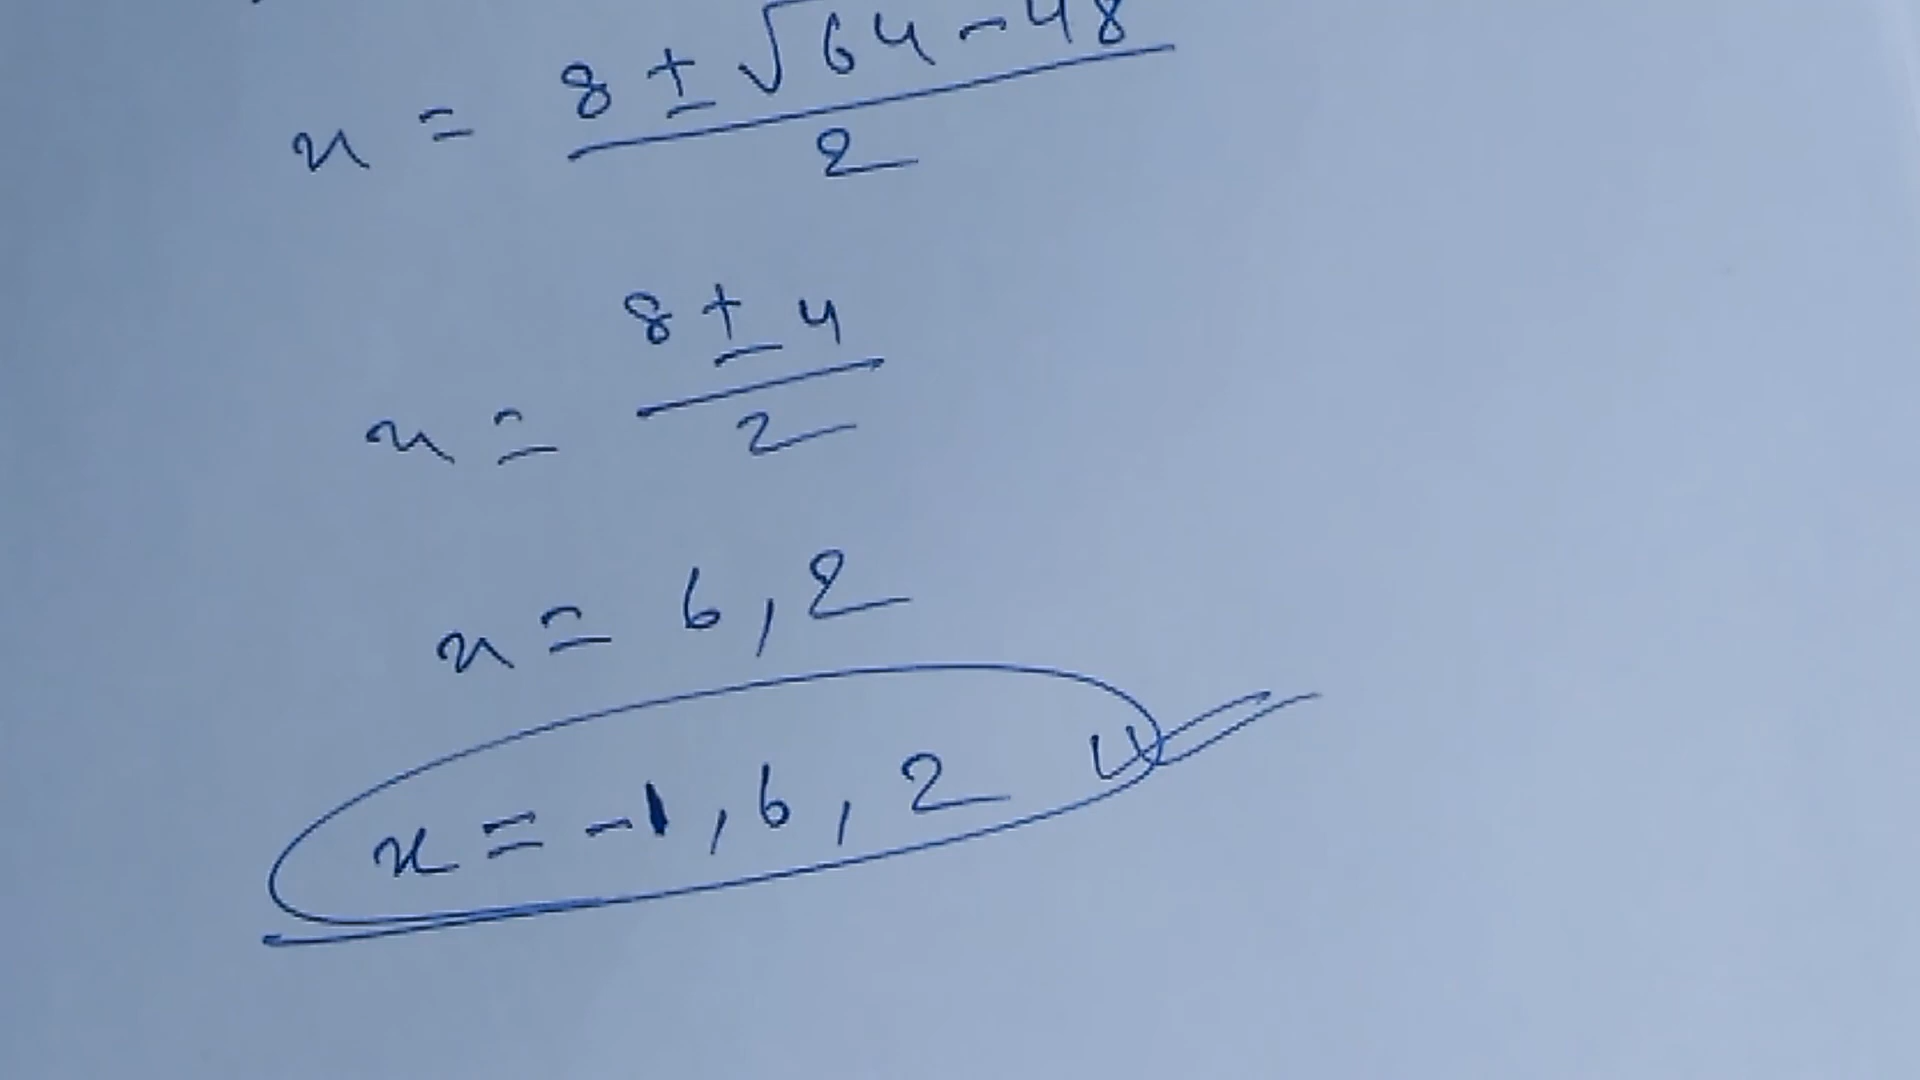 x = 8 ± √64 - 48 / 2
x = 8 ± 4 / 2
x = 6, 2
x = -1, 6, 2